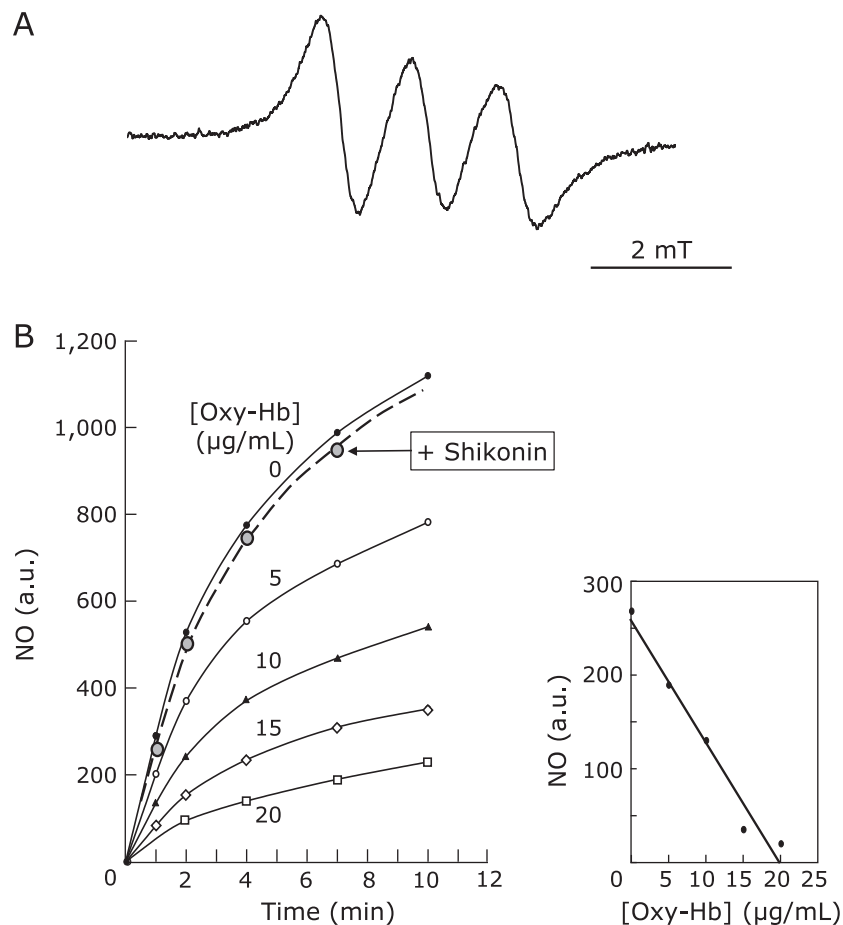 A
2 mT
B
1,200
1,000
800
600
400
200
0
NO (a.u.)
[Oxy-Hb]
(µg/mL)
0
+ Shikonin
5
10
15
20
2 4 6 8 10 12
Time (min)
300
200
100
0
NO (a.u.)
0 5 10 15 20 25
[Oxy-Hb] (µg/mL)